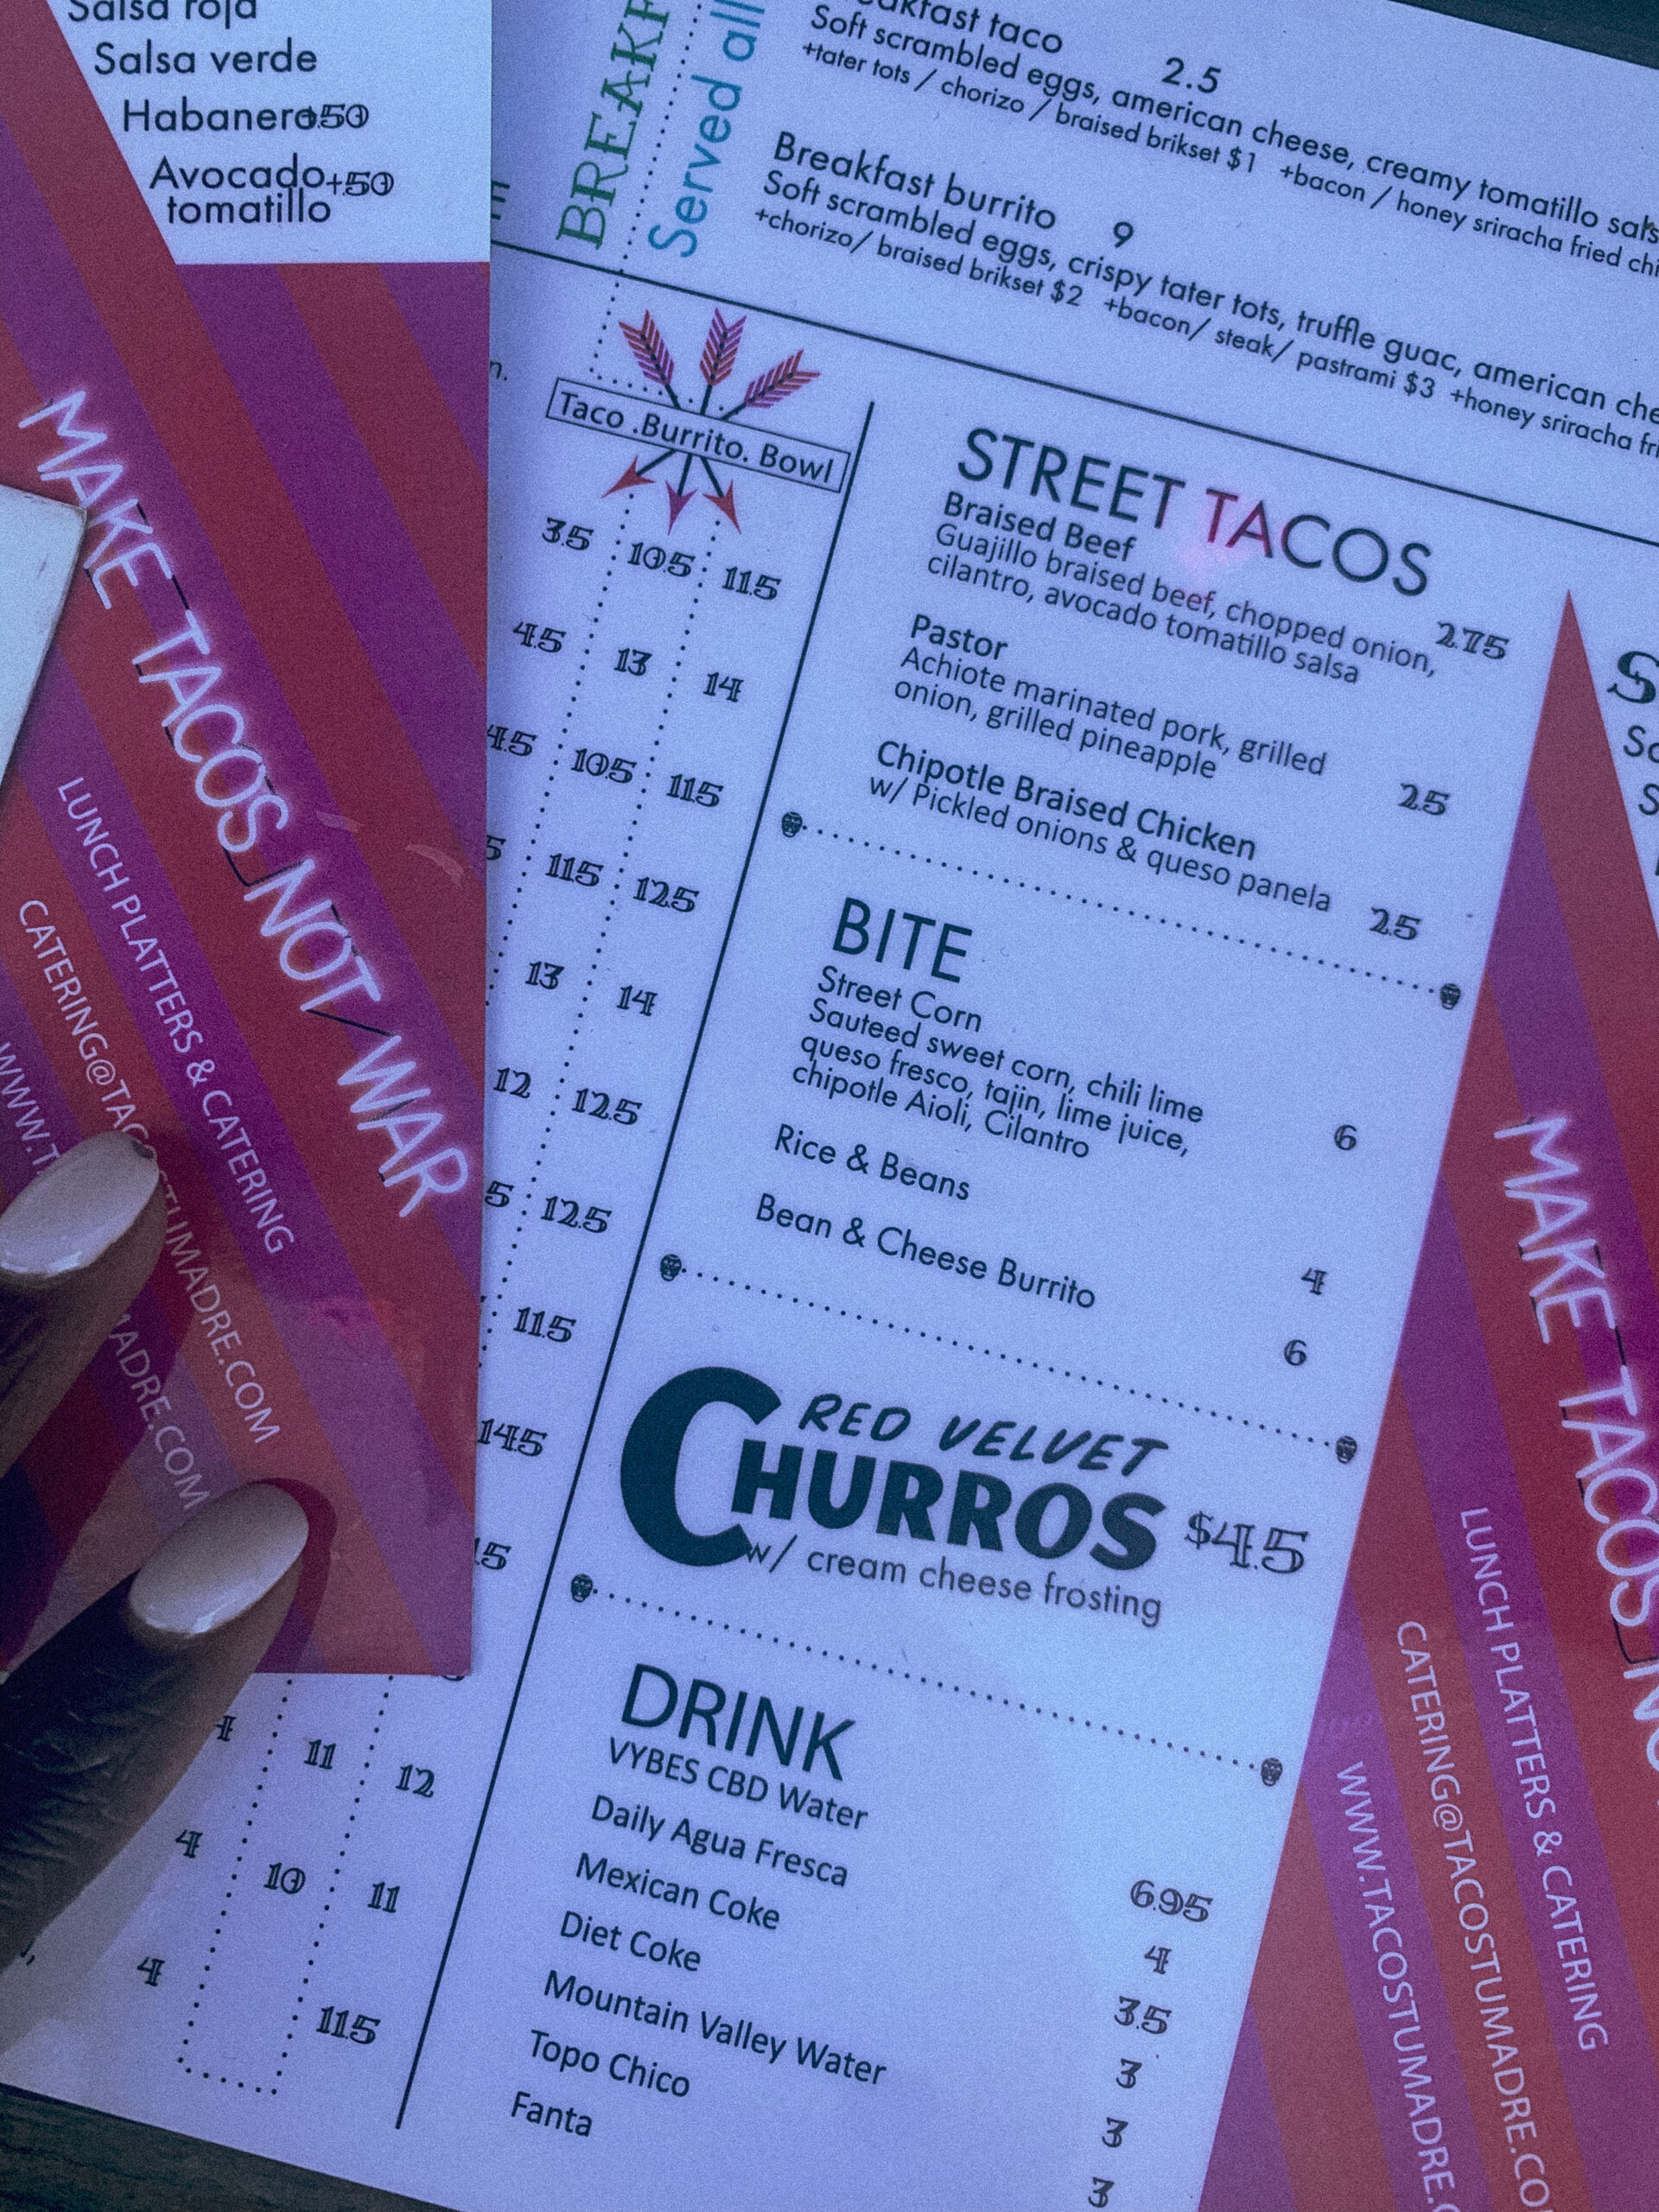 Salsa roja
Salsa verde
Habanero +.50
Avocado +.50
tomatillo
MAKE TACOS NOT WAR
LUNCH PLATTERS & CATERING
CATERING@TAC STUMADRE.COM
WWW.T MADRE.COM
BREAKF
Served all
akfast taco 2.5
Soft scrambled eggs, american cheese, creamy tomatillo sals
+tater tots / chorizo / braised brikset $1 +bacon / honey sriracha fried chi
Breakfast burrito 9
Soft scrambled eggs, crispy tater tots, truffle guac, american che
+chorizo/ braised brikset $2 +bacon/ steak/ pastrami $3 +honey sriracha fri
n.
Taco .Burrito. Bowl
3.5 10.5 11.5
4.5 13 14
4.5 10.5 11.5
5 11.5 12.5
13 14
12 12.5
5 12.5
11.5
14.5
.5
4 11 12
4 10 11
4 11.5
STREET TACOS
Braised Beef
Guajillo braised beef, chopped onion, 2.75
cilantro, avocado tomatillo salsa
Pastor
Achiote marinated pork, grilled
onion, grilled pineapple 2.5
Chipotle Braised Chicken
w/ Pickled onions & queso panela 2.5
BITE
Street Corn
Sauteed sweet corn, chili lime
queso fresco, tajin, lime juice, 6
chipotle Aioli, Cilantro
Rice & Beans 4
Bean & Cheese Burrito 6
RED VELVET
CHURROS $4.5
w/ cream cheese frosting
DRINK
VYBES CBD Water 6.95
Daily Agua Fresca 4
Mexican Coke 3.5
Diet Coke 3
Mountain Valley Water 3
Topo Chico 3
Fanta
S
Sa
S
MAKE TACOS NO
LUNCH PLATTERS & CATERING
CATERING@TACOSTUMADRE.CO
WWW.TACOSTUMADRE.C